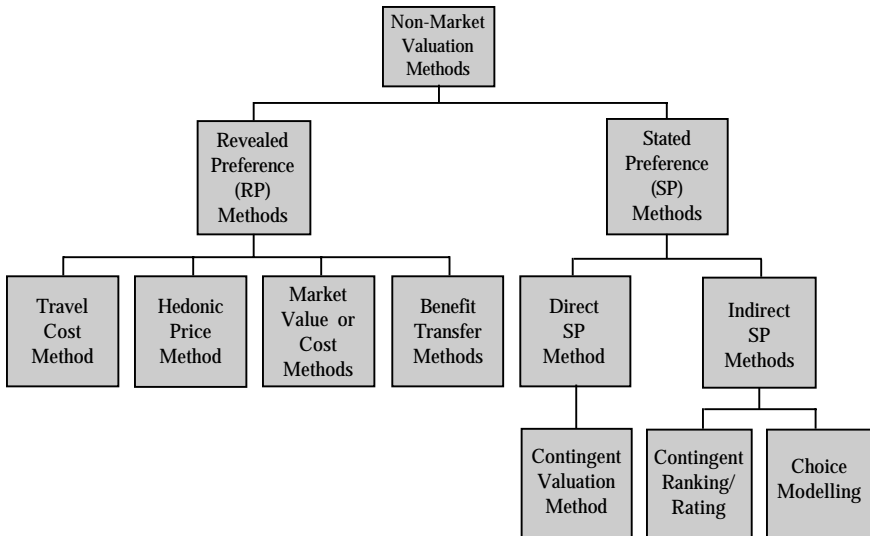 Non-Market
Valuation
Methods
Revealed
Preference
(RP)
Methods
Stated
Preference
(SP)
Methods
Travel
Cost
Method
Hedonic
Price
Method
Market
Value or
Cost
Methods
Benefit
Transfer
Methods
Direct
SP
Method
Indirect
SP
Methods
Contingent
Valuation
Method
Contingent
Ranking/
Rating
Choice
Modelling